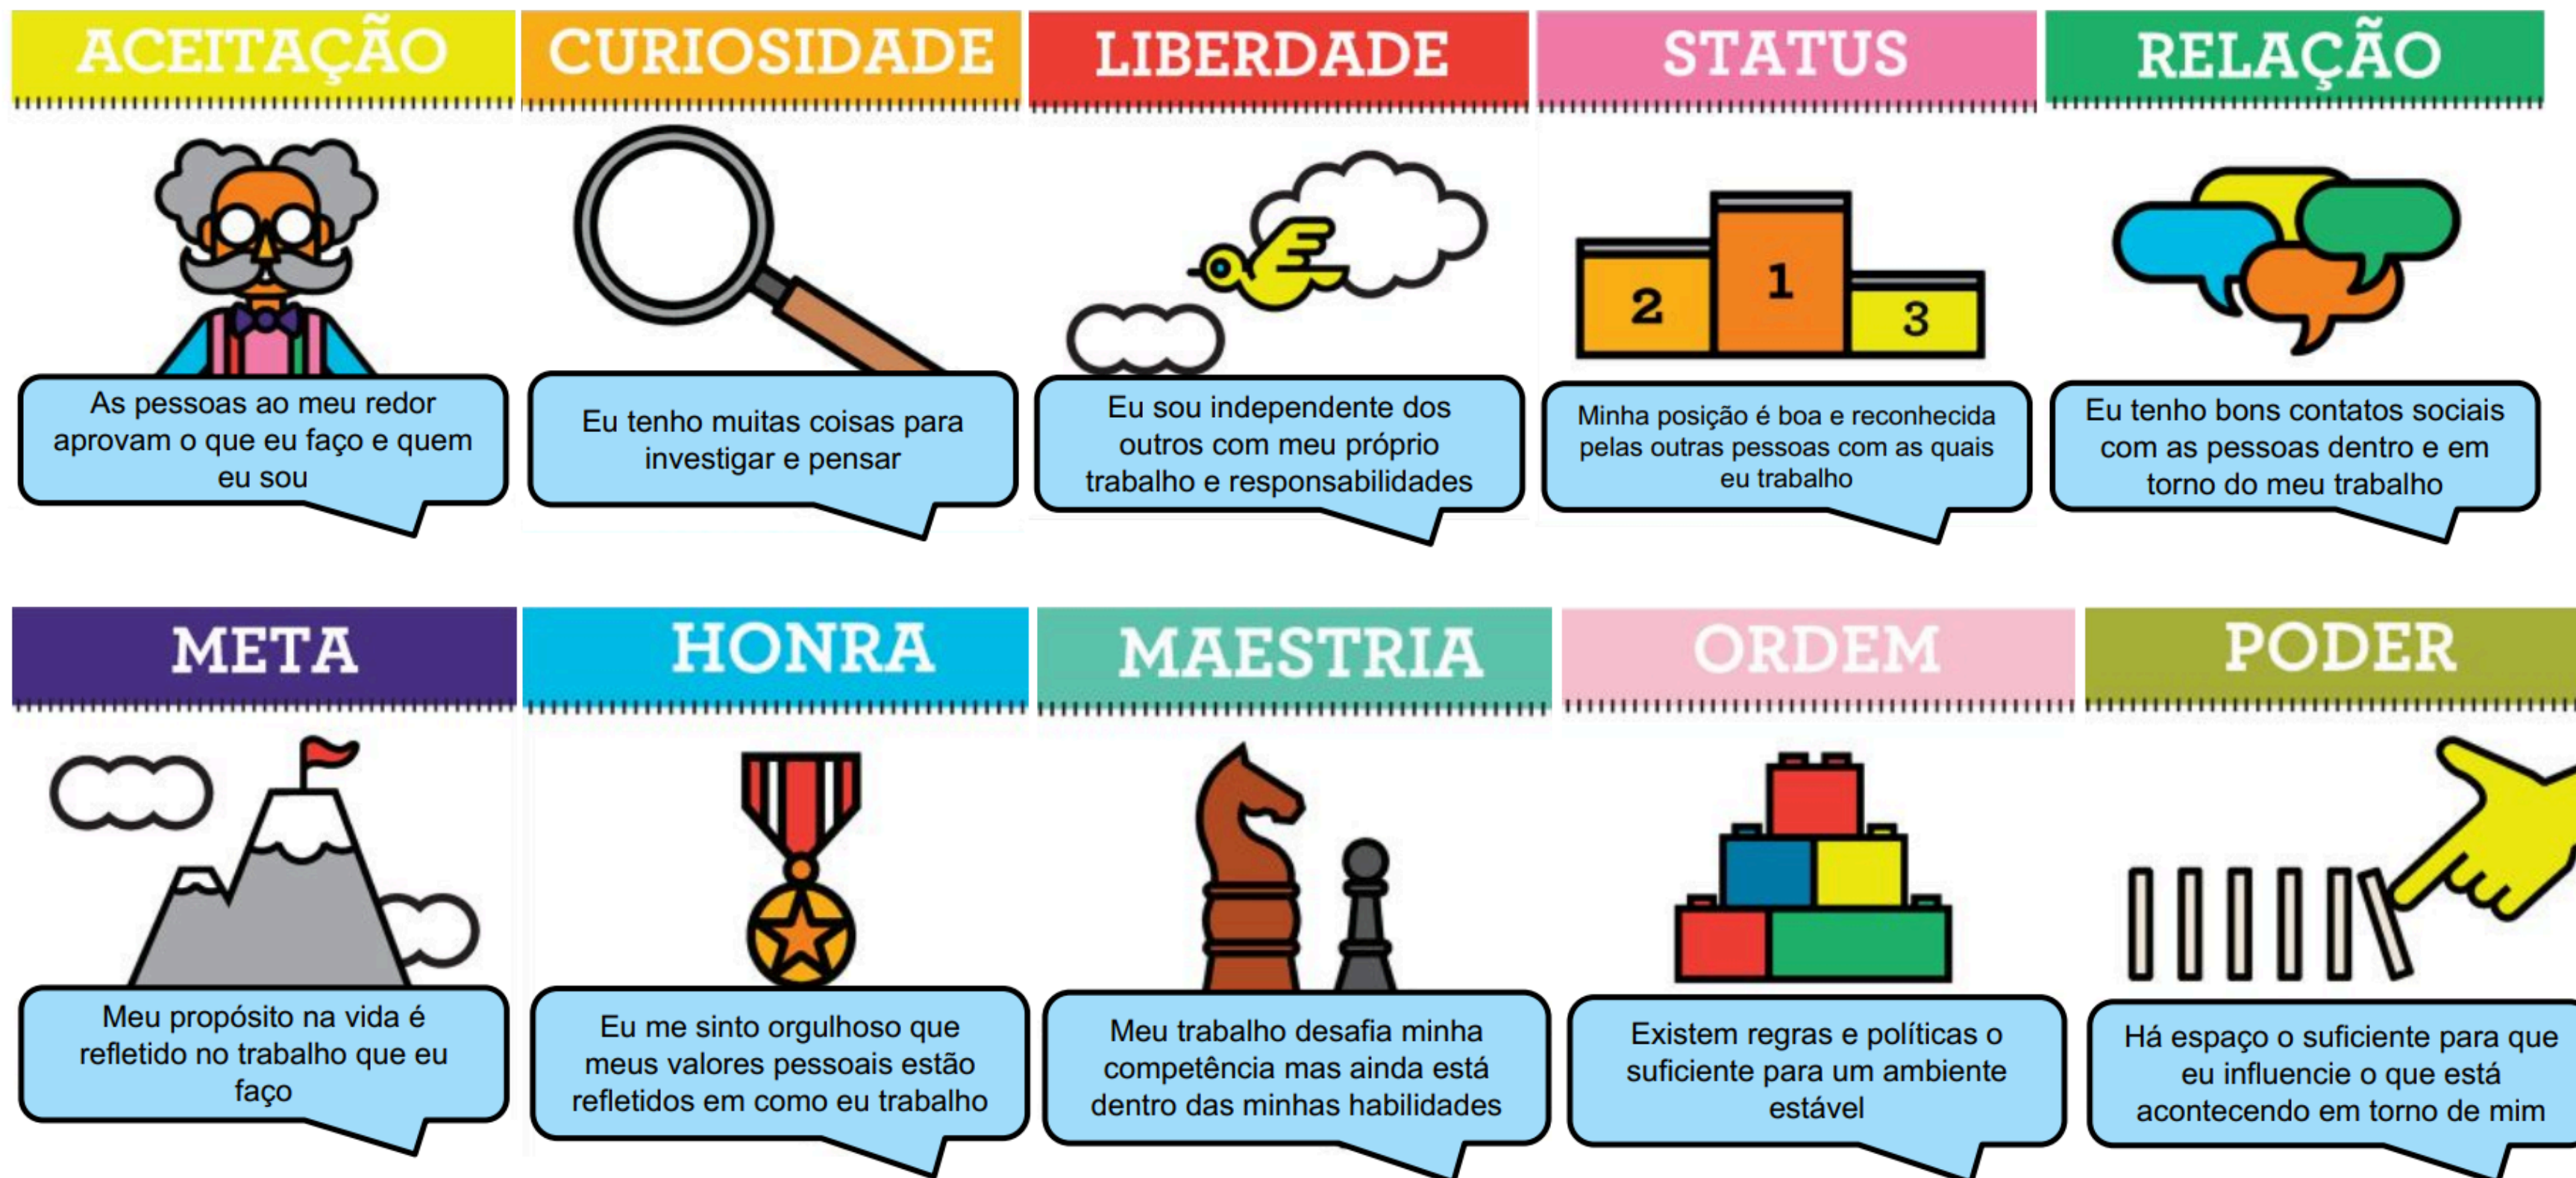 ACEITAÇÃO
CURIOSIDADE
LIBERDADE
STATUS
RELAÇÃO
2
1
3
As pessoas ao meu redor
aprovam o que eu faço e quem
eu sou
Eu tenho muitas coisas para
investigar e pensar
Eu sou independente dos
outros com meu próprio
trabalho e responsabilidades
Minha posição é boa e reconhecida
pelas outras pessoas com as quais
eu trabalho
Eu tenho bons contatos sociais
com as pessoas dentro e em
torno do meu trabalho
META
HONRA
MAESTRIA
ORDEM
PODER
Meu propósito na vida é
refletido no trabalho que eu
faço
Eu me sinto orgulhoso que
meus valores pessoais estão
refletidos em como eu trabalho
Meu trabalho desafia minha
competência mas ainda está
dentro das minhas habilidades
Existem regras e políticas o
suficiente para um ambiente
estável
Há espaço o suficiente para que
eu influencie o que está
acontecendo em torno de mim